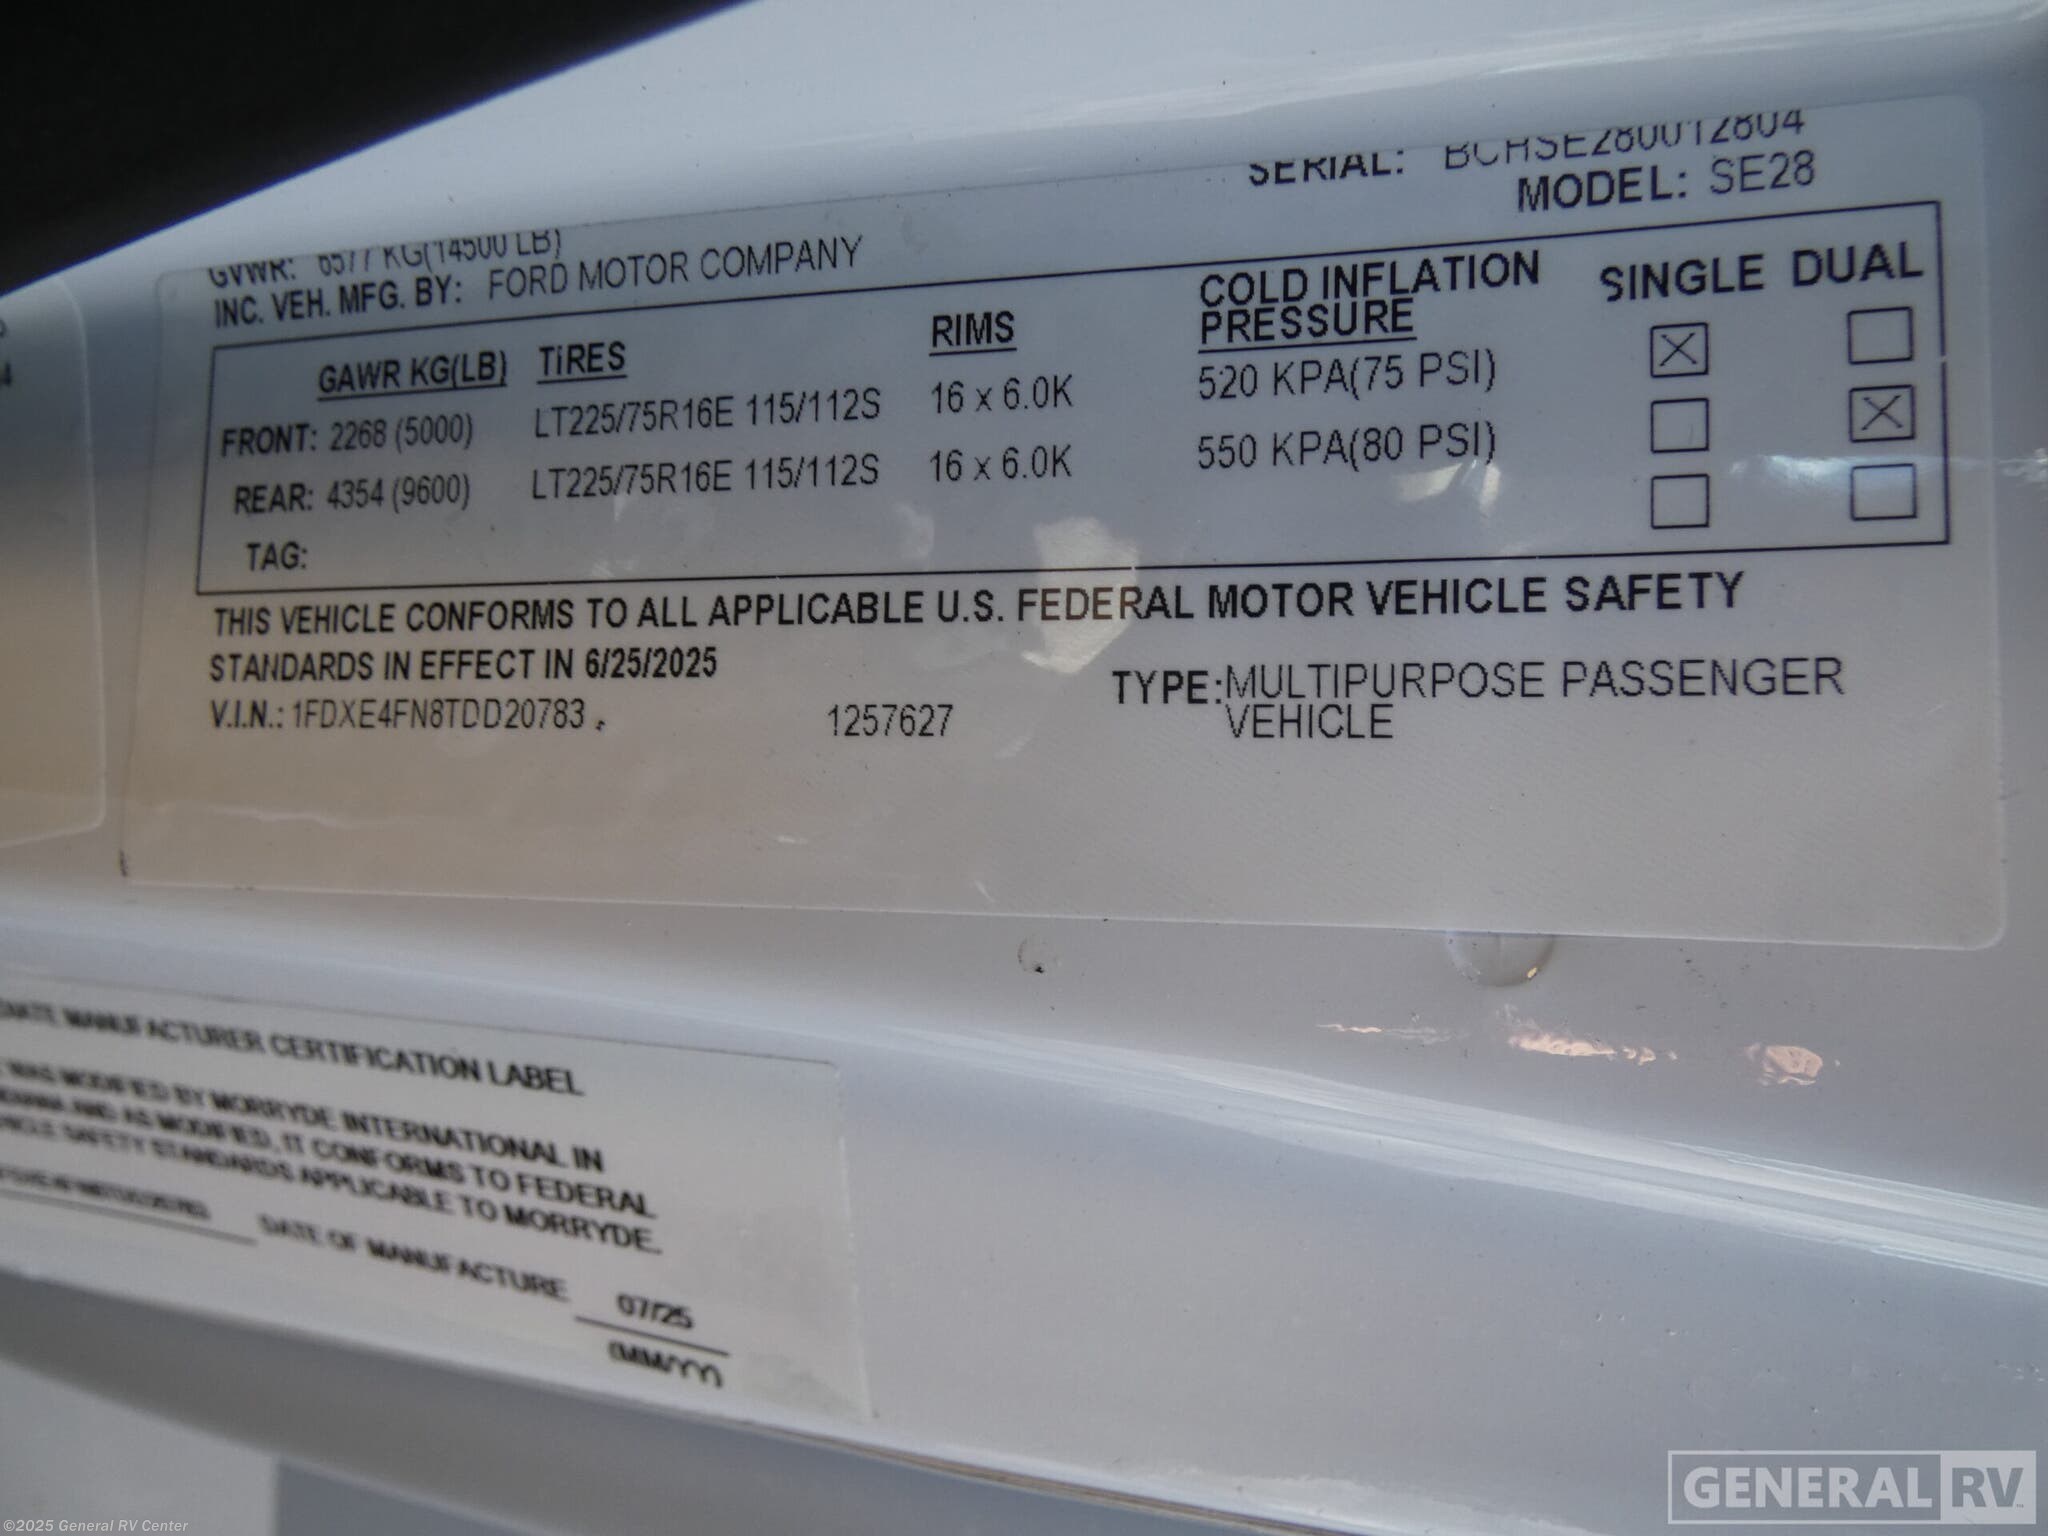 SERIAL: BCHSE280012804
MODEL: SE28
GVWR: 6577 KG(14500 LB)
INC. VEH. MFG. BY: FORD MOTOR COMPANY
GAWR KG(LB) TIRES RIMS COLD INFLATION PRESSURE SINGLE DUAL
FRONT: 2268 (5000) LT225/75R16E 115/112S 16 x 6.0K 520 KPA(75 PSI)
REAR: 4354 (9600) LT225/75R16E 115/112S 16 x 6.0K 550 KPA(80 PSI)
TAG:
THIS VEHICLE CONFORMS TO ALL APPLICABLE U.S. FEDERAL MOTOR VEHICLE SAFETY
STANDARDS IN EFFECT IN 6/25/2025
V.I.N.: 1FDXE4FN8TDD20783 1257627 TYPE: MULTIPURPOSE PASSENGER
VEHICLE
MANUFACTURER CERTIFICATION LABEL
WAS MODIFIED BY MORRYDE INTERNATIONAL IN
AND AS MODIFIED, IT CONFORMS TO FEDERAL
SAFETY STANDARDS APPLICABLE TO MORRYDE.
DATE OF MANUFACTURE 07/25
(MM/YY)
GENERAL RV
©2025 General RV Center